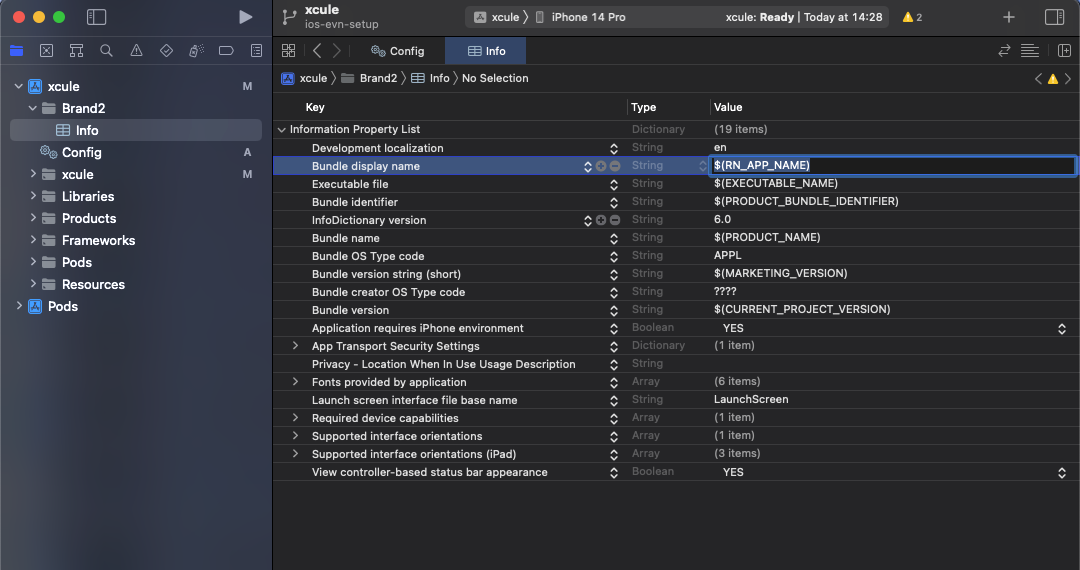 xcule
ios-evn-setup
xcule 〉 iPhone 14 Pro
xcule: Ready | Today at 14:28
2
Config
Info
xcule 〉 Brand2 〉 Info 〉 No Selection
xcule M
Brand2
Info
Config A
xcule M
Libraries
Products
Frameworks
Pods
Resources
Pods
Key Type Value
Information Property List Dictionary (19 items)
Development localization String en
Bundle display name String $(RN_APP_NAME)
Executable file String $(EXECUTABLE_NAME)
Bundle identifier String $(PRODUCT_BUNDLE_IDENTIFIER)
InfoDictionary version String 6.0
Bundle name String $(PRODUCT_NAME)
Bundle OS Type code String APPL
Bundle version string (short) String $(MARKETING_VERSION)
Bundle creator OS Type code String ????
Bundle version String $(CURRENT_PROJECT_VERSION)
Application requires iPhone environment Boolean YES
App Transport Security Settings Dictionary (1 item)
Privacy - Location When In Use Usage Description String
Fonts provided by application Array (6 items)
Launch screen interface file base name String LaunchScreen
Required device capabilities Array (1 item)
Supported interface orientations Array (1 item)
Supported interface orientations (iPad) Array (3 items)
View controller-based status bar appearance Boolean YES